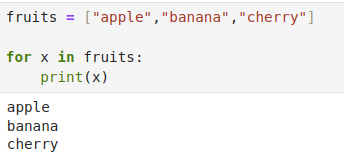 fruits = ["apple","banana","cherry"]
for x in fruits:
    print(x)
apple
banana
cherry